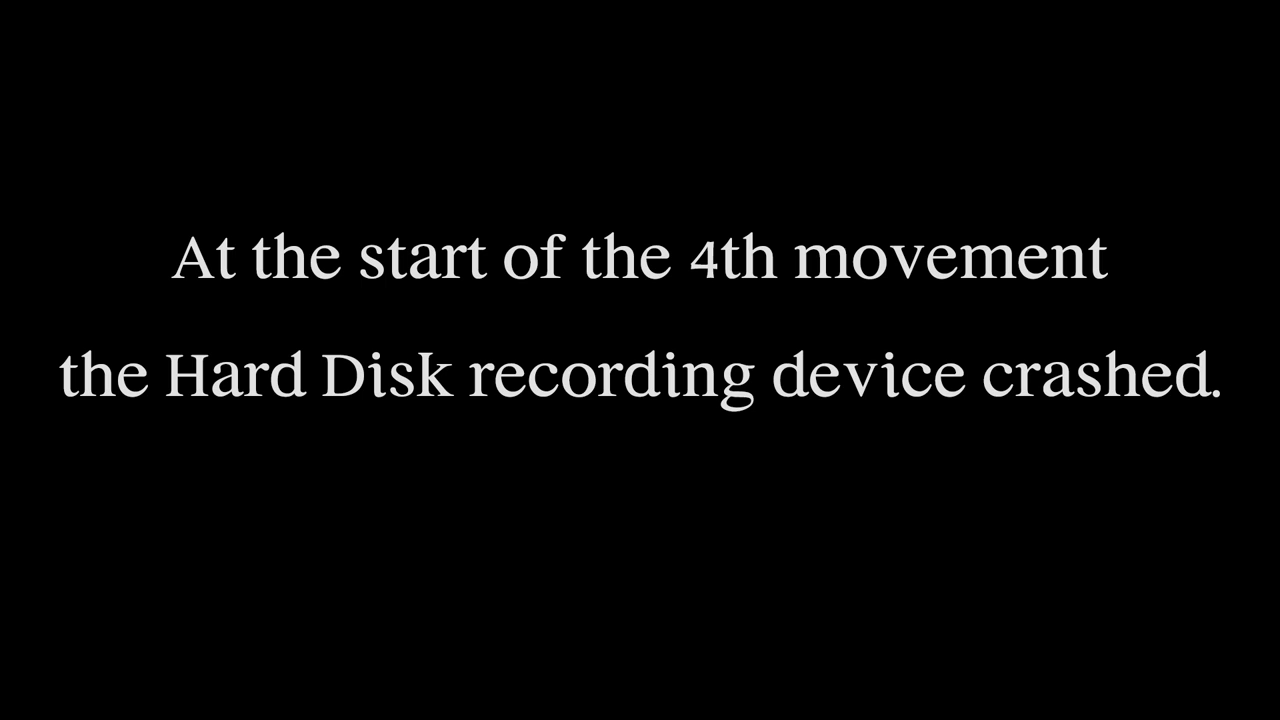 At the start of the 4th movement
the Hard Disk recording device crashed.